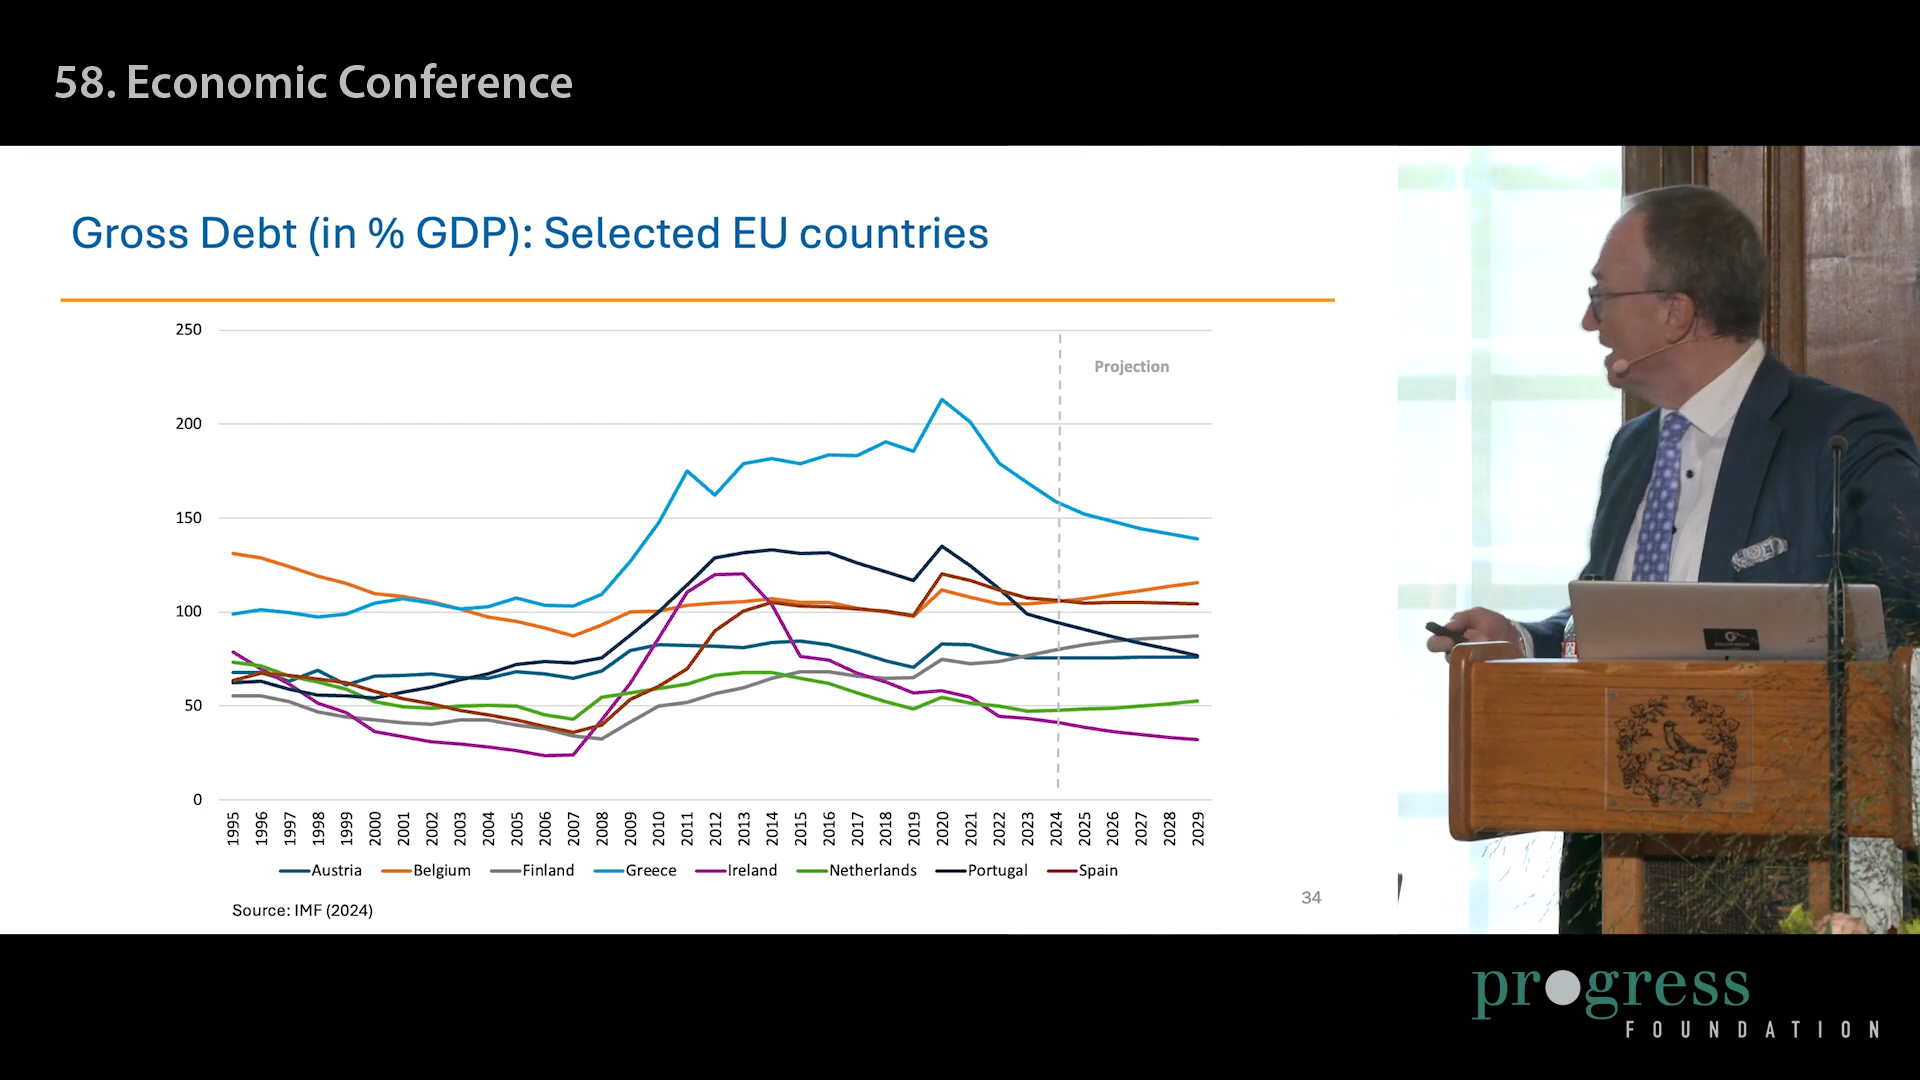 58. Economic Conference
Gross Debt (in % GDP): Selected EU countries
250
200
150
100
50
0
Projection
1995 1996 1997 1998 1999 2000 2001 2002 2003 2004 2005 2006 2007 2008 2009 2010 2011 2012 2013 2014 2015 2016 2017 2018 2019 2020 2021 2022 2023 2024 2025 2026 2027 2028 2029
Austria Belgium Finland Greece Ireland Netherlands Portugal Spain
Source: IMF (2024)
34
progress
FOUNDATION